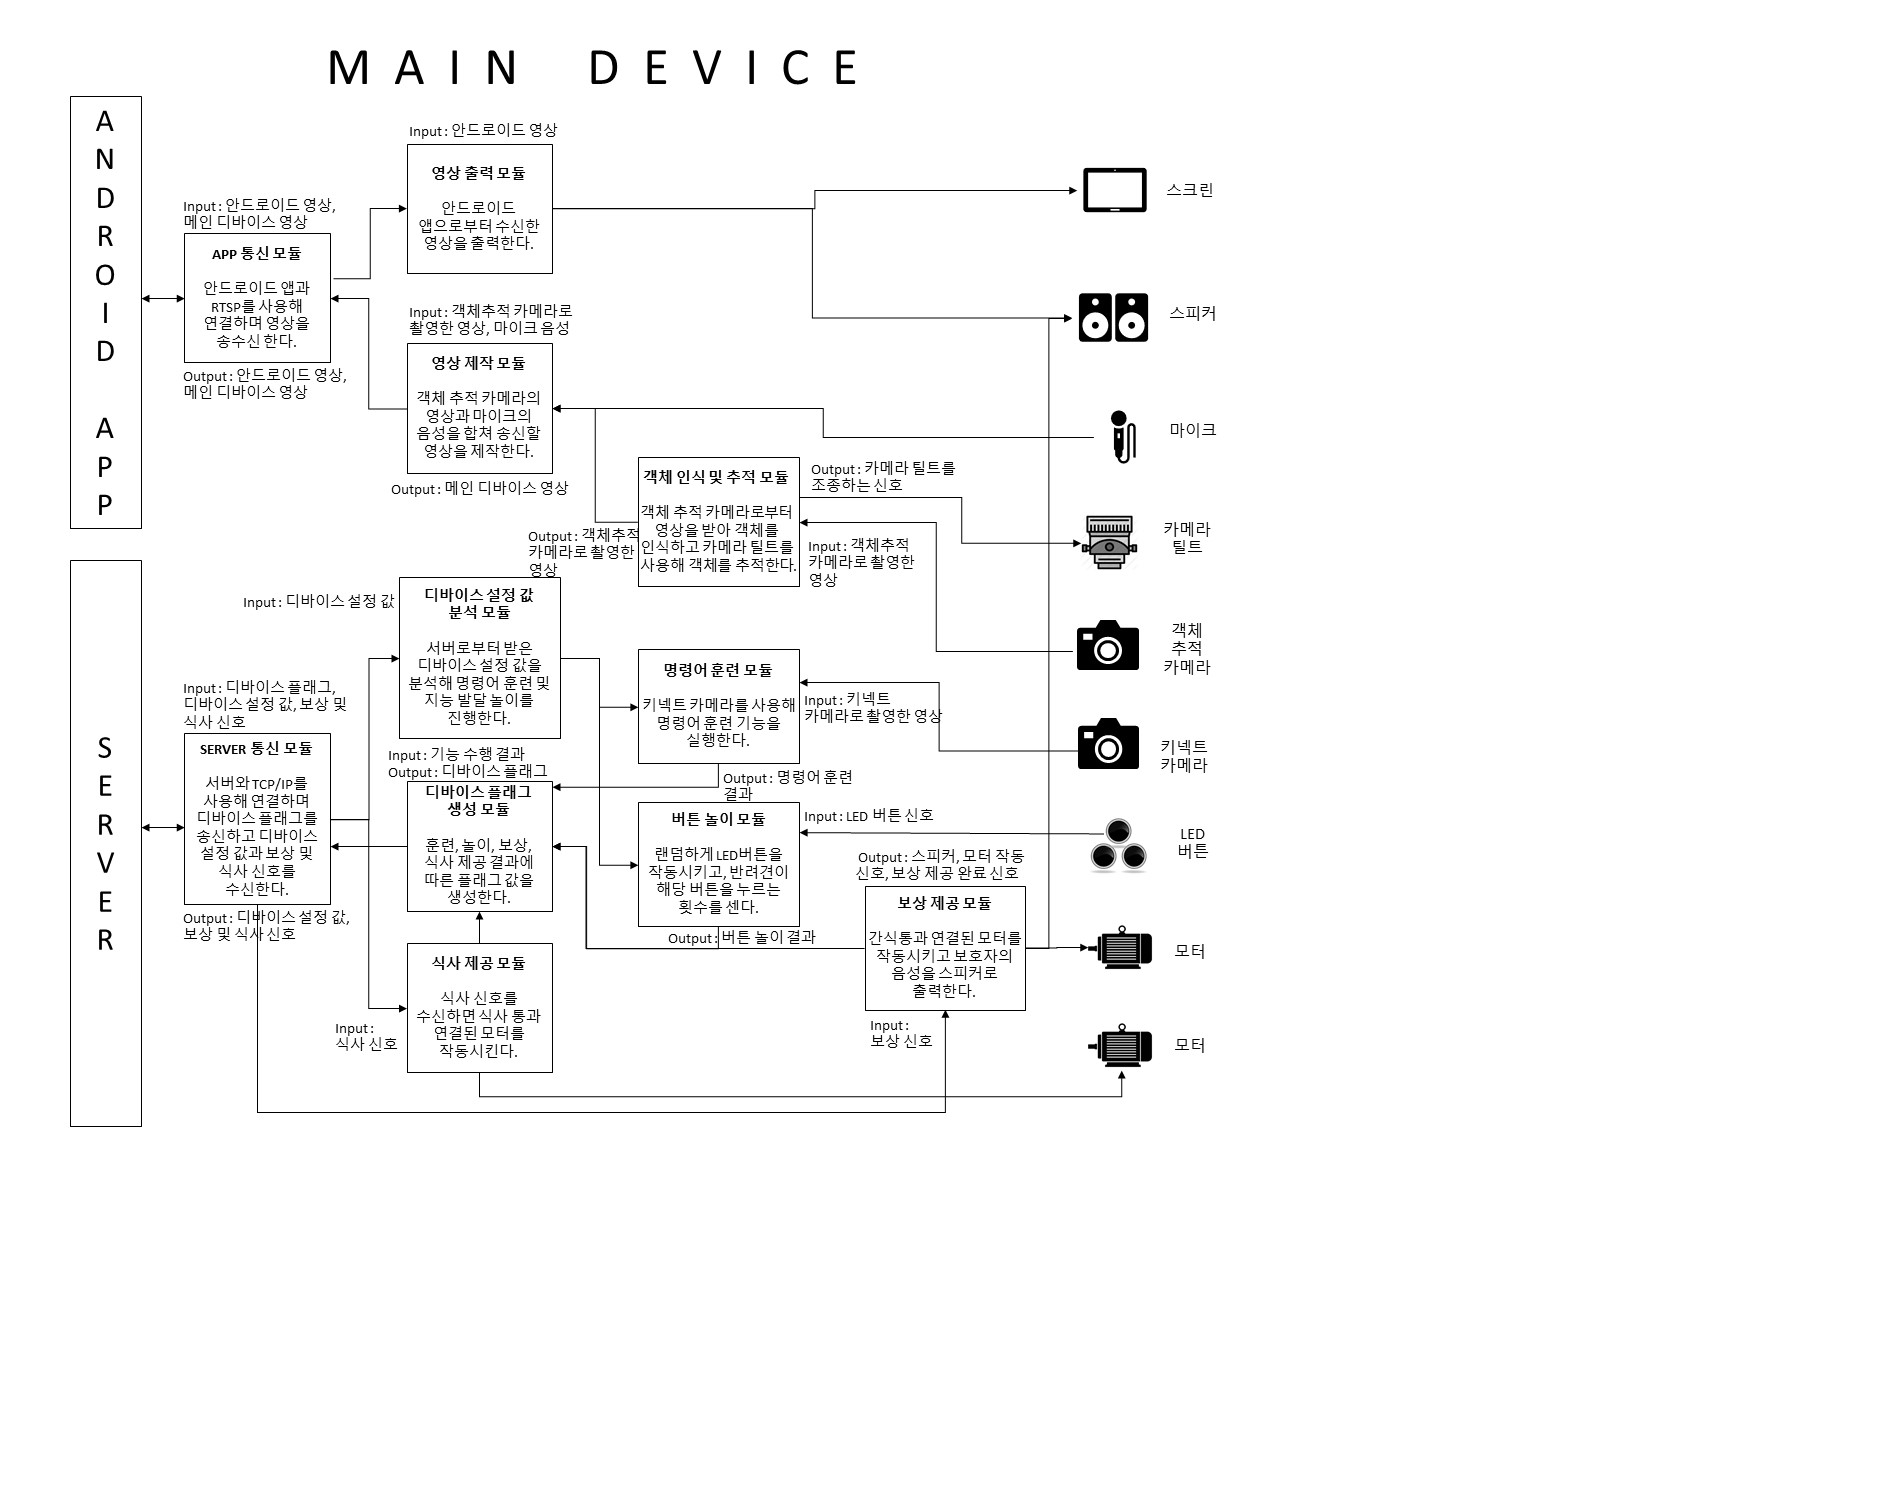 MAIN DEVICE
A
N
D
R
O
I
D
A
P
P
Input : 안드로이드 영상,
메인 디바이스 영상
APP 통신 모듈
안드로이드 앱과
RTSP를 사용해
연결하며 영상을
송수신 한다.
Output : 안드로이드 영상,
메인 디바이스 영상
Input : 안드로이드 영상
영상 출력 모듈
안드로이드
앱으로부터 수신한
영상을 출력한다.
Input : 객체추적 카메라로
촬영한 영상, 마이크 음성
영상 제작 모듈
객체 추적 카메라의
영상과 마이크의
음성을 합쳐 송신할
영상을 제작한다.
Output : 메인 디바이스 영상
객체 인식 및 추적 모듈
객체 추적 카메라로부터
영상을 받아 객체를
인식하고 카메라 틸트를
사용해 객체를 추적한다.
Output : 카메라 틸트를
조종하는 신호
Output : 객체추적
카메라로 촬영한
영상
Input : 객체추적
카메라로 촬영한
영상
스크린
스피커
마이크
카메라
틸트
객체
추적
카메라
키넥트
카메라
LED
버튼
모터
모터
S
E
R
V
E
R
Input : 디바이스 플래그,
디바이스 설정 값, 보상 및
식사 신호
SERVER 통신 모듈
서버와 TCP/IP를
사용해 연결하며
디바이스 플래그를
송신하고 디바이스
설정 값과 보상 및
식사 신호를
수신한다.
Output : 디바이스 설정 값,
보상 및 식사 신호
Input : 디바이스 설정 값
디바이스 설정 값
분석 모듈
서버로부터 받은
디바이스 설정 값을
분석해 명령어 훈련 및
지능 발달 놀이를
진행한다.
Input : 기능 수행 결과
Output : 디바이스 플래그
디바이스 플래그
생성 모듈
훈련, 놀이, 보상,
식사 제공 결과에
따른 플래그 값을
생성한다.
식사 제공 모듈
식사 신호를
수신하면 식사 통과
연결된 모터를
작동시킨다.
Input :
식사 신호
명령어 훈련 모듈
키넥트 카메라를 사용해
명령어 훈련 기능을
실행한다.
Input : 키넥트
카메라로 촬영한 영상
Output : 명령어 훈련
결과
버튼 놀이 모듈
랜덤하게 LED버튼을
작동시키고, 반려견이
해당 버튼을 누르는
횟수를 센다.
Input : LED 버튼 신호
Output : 버튼 놀이 결과
Output : 스피커, 모터 작동
신호, 보상 제공 완료 신호
보상 제공 모듈
간식통과 연결된 모터를
작동시키고 보호자의
음성을 스피커로
출력한다.
Input :
보상 신호